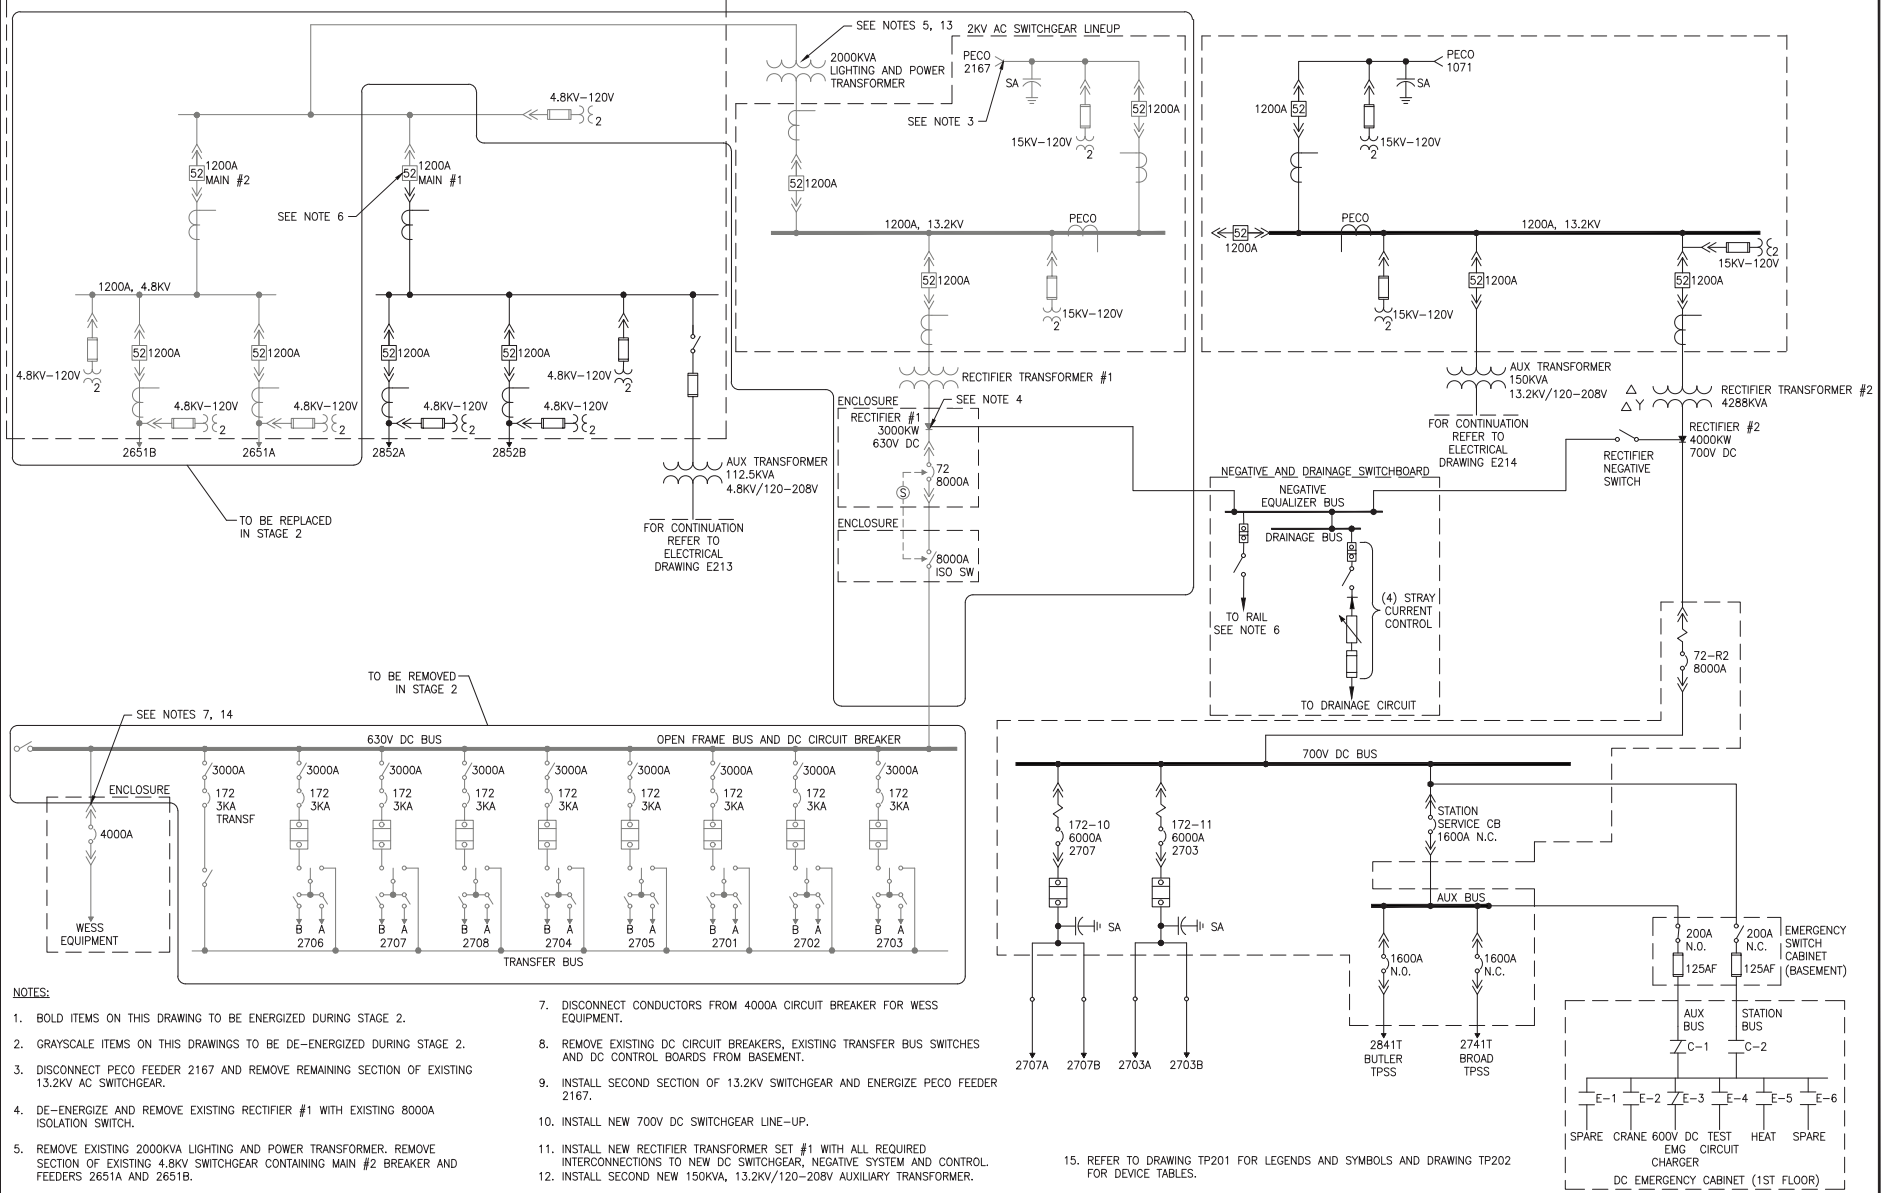 SEE NOTES 5, 13
2KV AC SWITCHGEAR LINEUP
2000KVA
LIGHTING AND POWER
TRANSFORMER
PECO
2167
SA
SEE NOTE 3
52 1200A
15KV-120V
2
PECO
1071
SA
1200A 52
15KV-120V
2
4.8KV-120V
2
1200A
52
MAIN #2
1200A
52
MAIN #1
SEE NOTE 6
52 1200A
1200A, 13.2KV
PECO
52
1200A
PECO
1200A, 13.2KV
2
15KV-120V
52 1200A
15KV-120V
2
15KV-120V
2
52 1200A
52 1200A
1200A, 4.8KV
52 1200A
52 1200A
52 1200A
52 1200A
4.8KV-120V
2
4.8KV-120V
2
4.8KV-120V
2
4.8KV-120V
2
4.8KV-120V
2
4.8KV-120V
2
2651B
2651A
2852A
2852B
RECTIFIER TRANSFORMER #1
SEE NOTE 4
ENCLOSURE
RECTIFIER #1
3000KW
630V DC
72
8000A
S
ENCLOSURE
8000A
ISO SW
AUX TRANSFORMER
150KVA
13.2KV/120-208V
FOR CONTINUATION
REFER TO
ELECTRICAL
DRAWING E214
RECTIFIER TRANSFORMER #2
4288KVA
Δ
Δ Y
RECTIFIER #2
4000KW
700V DC
RECTIFIER
NEGATIVE
SWITCH
AUX TRANSFORMER
112.5KVA
4.8KV/120-208V
FOR CONTINUATION
REFER TO
ELECTRICAL
DRAWING E213
TO BE REPLACED
IN STAGE 2
NEGATIVE AND DRAINAGE SWITCHBOARD
NEGATIVE
EQUALIZER BUS
DRAINAGE BUS
TO RAIL
SEE NOTE 6
(4) STRAY
CURRENT
CONTROL
TO DRAINAGE CIRCUIT
72-R2
8000A
TO BE REMOVED
IN STAGE 2
SEE NOTES 7, 14
630V DC BUS
OPEN FRAME BUS AND DC CIRCUIT BREAKER
ENCLOSURE
4000A
WESS
EQUIPMENT
3000A
172
3KA
TRANSF
3000A
172
3KA
B A
2706
3000A
172
3KA
B A
2707
3000A
172
3KA
B A
2708
3000A
172
3KA
B A
2704
3000A
172
3KA
B A
2705
3000A
172
3KA
B A
2701
3000A
172
3KA
B A
2702
3000A
172
3KA
B A
2703
TRANSFER BUS
700V DC BUS
172-10
6000A
2707
172-11
6000A
2703
SA
SA
2707A
2707B
2703A
2703B
STATION
SERVICE CB
1600A N.C.
AUX BUS
1600A
N.O.
1600A
N.C.
2841T
BUTLER
TPSS
2741T
BROAD
TPSS
200A
N.O.
200A
N.C.
125AF
125AF
EMERGENCY
SWITCH
CABINET
(BASEMENT)
AUX
BUS
STATION
BUS
C-1
C-2
E-1
E-2
E-3
E-4
E-5
E-6
SPARE
CRANE
600V DC
EMG
CHARGER
TEST
CIRCUIT
HEAT
SPARE
DC EMERGENCY CABINET (1ST FLOOR)
NOTES:
1. BOLD ITEMS ON THIS DRAWING TO BE ENERGIZED DURING STAGE 2.
2. GRAYSCALE ITEMS ON THIS DRAWINGS TO BE DE-ENERGIZED DURING STAGE 2.
3. DISCONNECT PECO FEEDER 2167 AND REMOVE REMAINING SECTION OF EXISTING
13.2KV AC SWITCHGEAR.
4. DE-ENERGIZE AND REMOVE EXISTING RECTIFIER #1 WITH EXISTING 8000A
ISOLATION SWITCH.
5. REMOVE EXISTING 2000KVA LIGHTING AND POWER TRANSFORMER. REMOVE
SECTION OF EXISTING 4.8KV SWITCHGEAR CONTAINING MAIN #2 BREAKER AND
FEEDERS 2651A AND 2651B.
7. DISCONNECT CONDUCTORS FROM 4000A CIRCUIT BREAKER FOR WESS
EQUIPMENT.
8. REMOVE EXISTING DC CIRCUIT BREAKERS, EXISTING TRANSFER BUS SWITCHES
AND DC CONTROL BOARDS FROM BASEMENT.
9. INSTALL SECOND SECTION OF 13.2KV SWITCHGEAR AND ENERGIZE PECO FEEDER
2167.
10. INSTALL NEW 700V DC SWITCHGEAR LINE-UP.
11. INSTALL NEW RECTIFIER TRANSFORMER SET #1 WITH ALL REQUIRED
INTERCONNECTIONS TO NEW DC SWITCHGEAR, NEGATIVE SYSTEM AND CONTROL.
12. INSTALL SECOND NEW 150KVA, 13.2KV/120-208V AUXILIARY TRANSFORMER.
15. REFER TO DRAWING TP201 FOR LEGENDS AND SYMBOLS AND DRAWING TP202
FOR DEVICE TABLES.